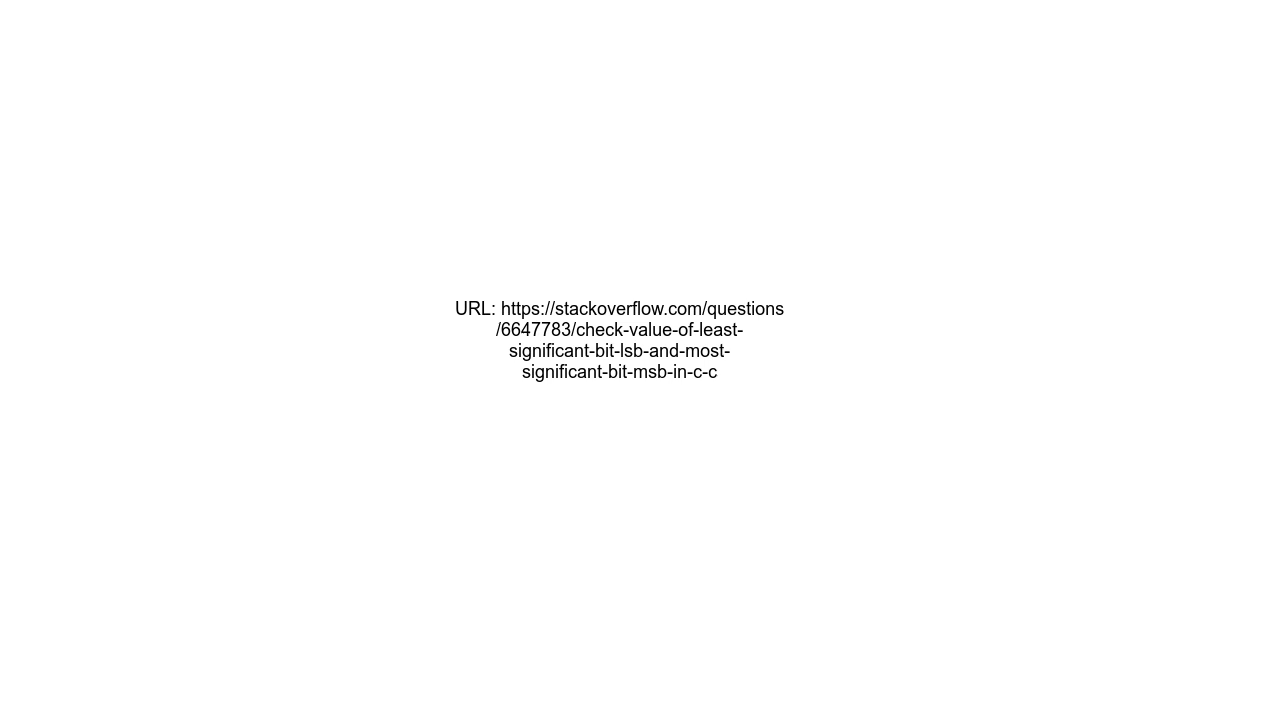 URL: https://stackoverflow.com/questions
/6647783/check-value-of-least-
significant-bit-lsb-and-most-
significant-bit-msb-in-c-c